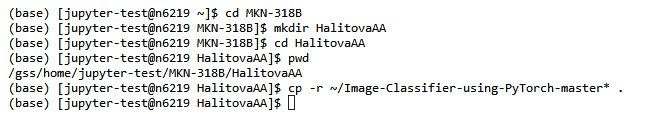 (base) [jupyter-test@n6219 ~]$ cd MKN-318B
(base) [jupyter-test@n6219 MKN-318B]$ mkdir HalitovaAA
(base) [jupyter-test@n6219 MKN-318B]$ cd HalitovaAA
(base) [jupyter-test@n6219 HalitovaAA]$ pwd
/gss/home/jupyter-test/MKN-318B/HalitovaAA
(base) [jupyter-test@n6219 HalitovaAA]$ cp -r ~/Image-Classifier-using-PyTorch-master* .
(base) [jupyter-test@n6219 HalitovaAA]$